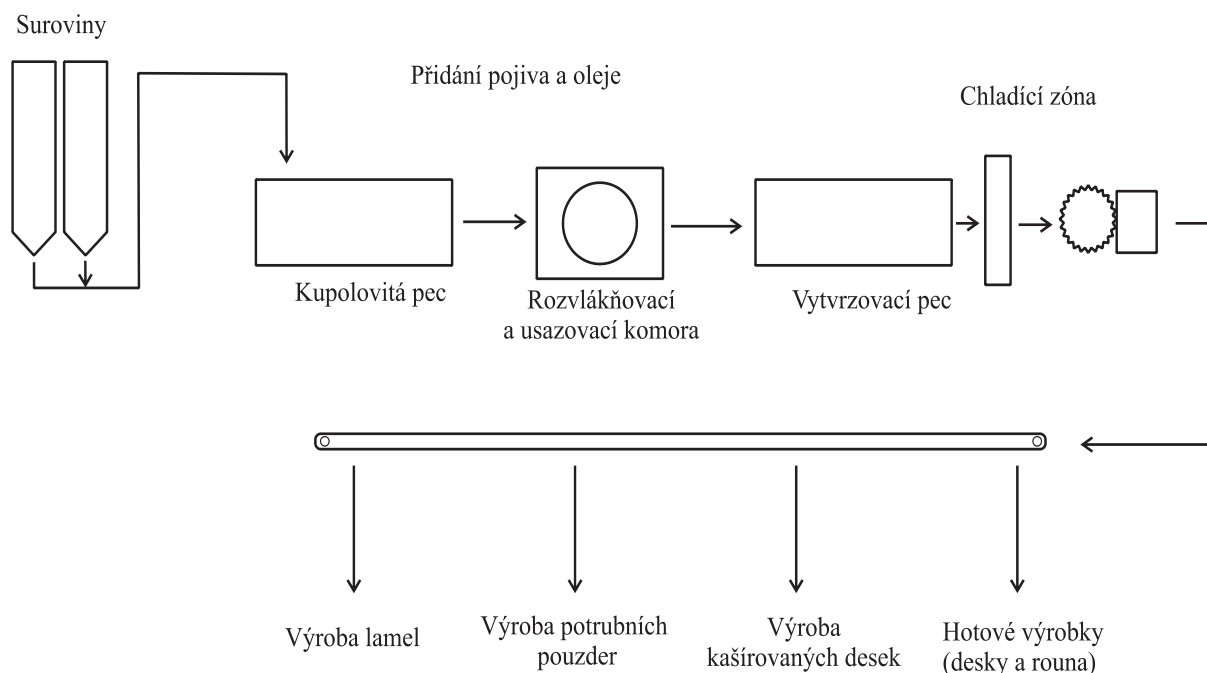 Suroviny
Přidání pojiva a oleje
Chladící zóna
Kupolovitá pec
Rozvlákňovací
a usazovací komora
Vytvrzovací pec
Výroba lamel
Výroba potrubních
pouzder
Výroba
kašírovaných desek
Hotové výrobky
(desky a rouna)